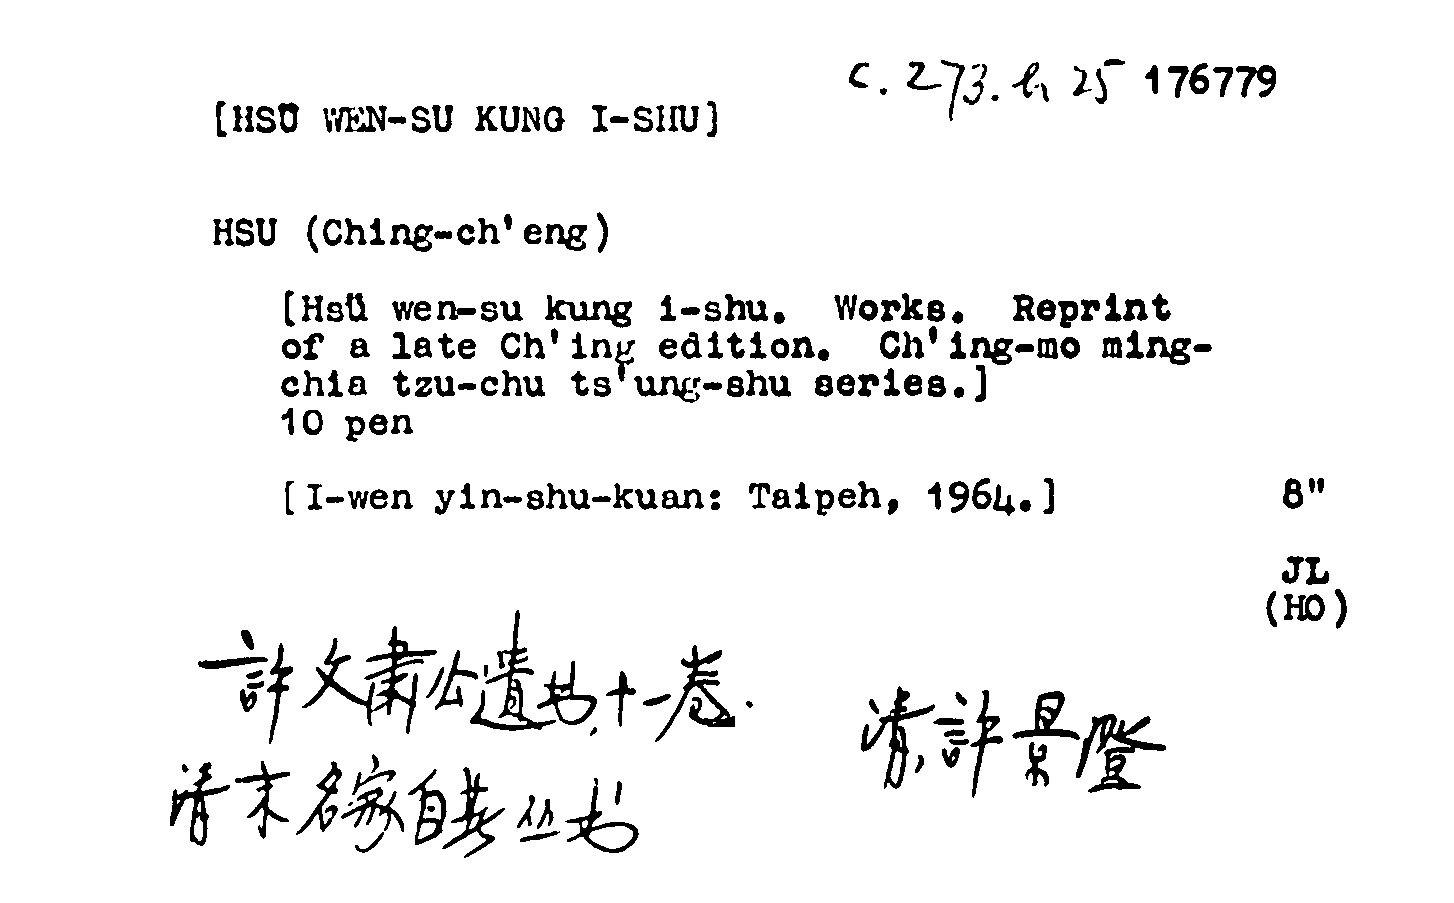 C. 273. h 25 176779
[HSÜ WEN-SU KUNG I-SHU]
HSU (Ching-ch'eng)
[Hsü wen-su kung i-shu. Works. Reprint
of a late Ch'ing edition. Ch'ing-mo ming-
chia tzu-chu ts'ung-shu series.]
10 pen
[I-wen yin-shu-kuan: Taipeh, 1964.] 8"
JL
(HO)
許文肅公遺书,十一卷.
清,許景澄
清末名家自著丛书